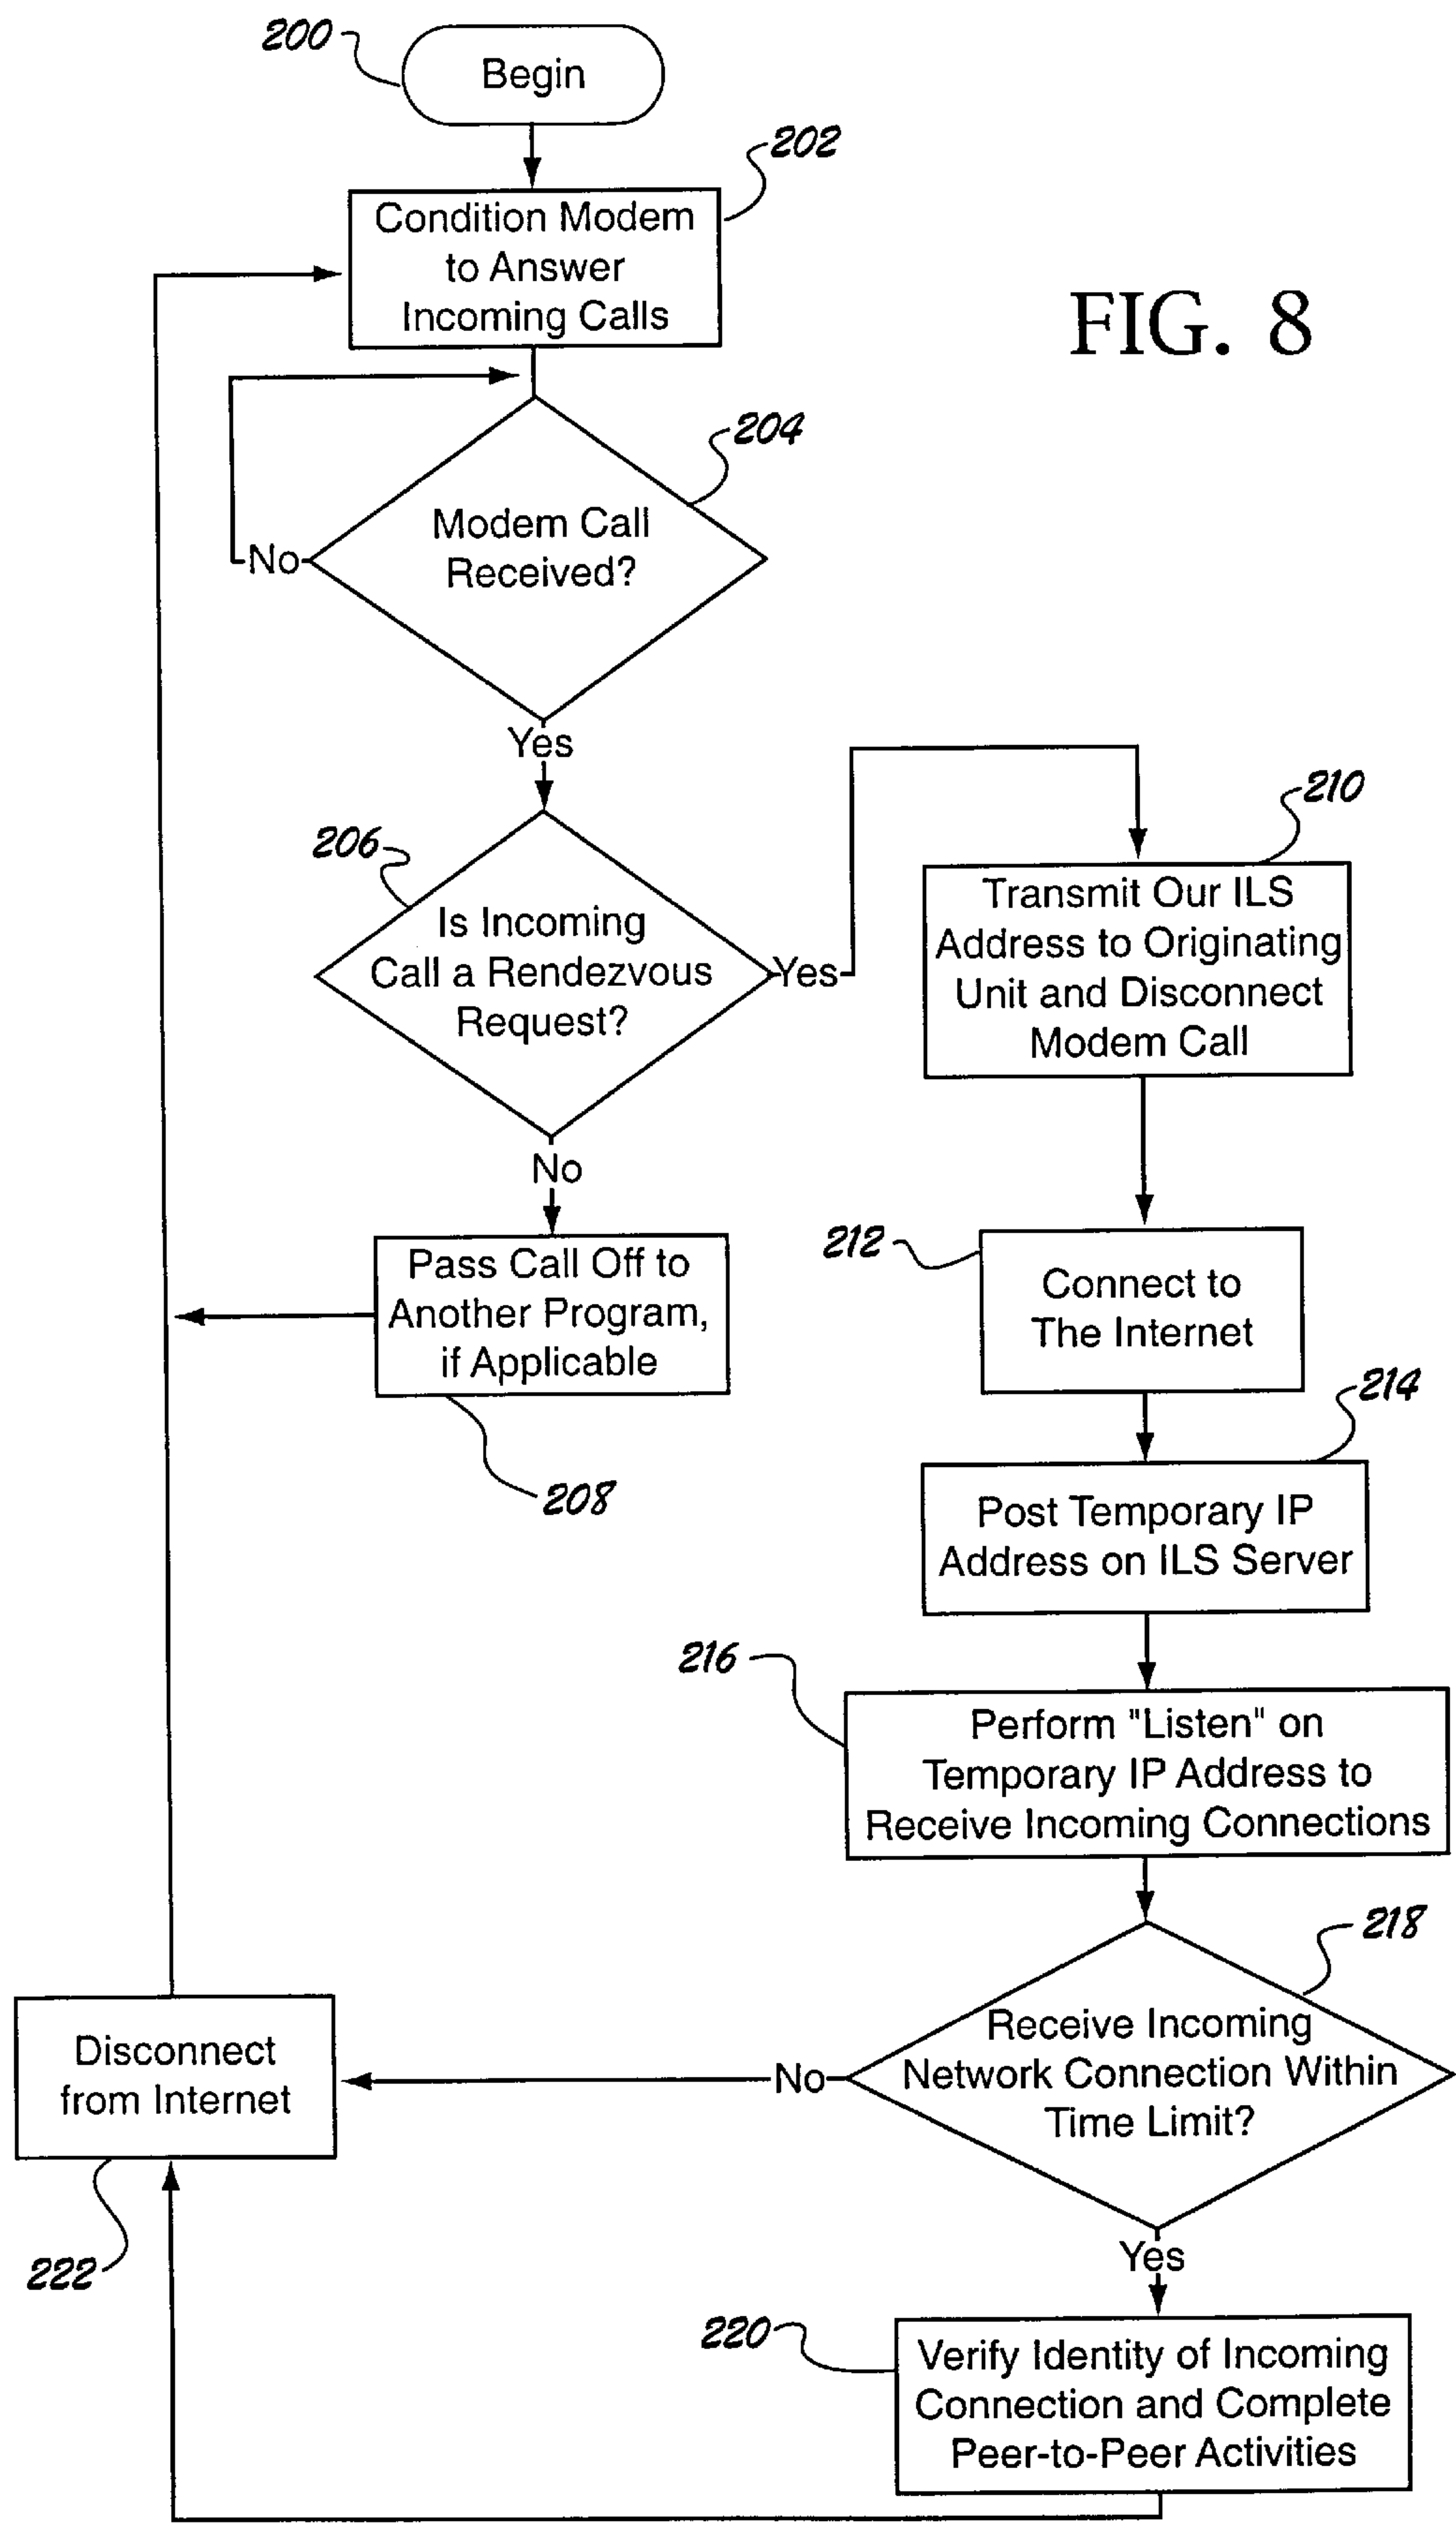 200
Begin
202
Condition Modem
to Answer
Incoming Calls
FIG. 8
204
Modem Call
Received?
No
Yes
206
Is Incoming
Call a Rendezvous
Request?
Yes
210
Transmit Our ILS
Address to Originating
Unit and Disconnect
Modem Call
No
Pass Call Off to
Another Program,
if Applicable
208
212
Connect to
The Internet
214
Post Temporary IP
Address on ILS Server
216
Perform "Listen" on
Temporary IP Address to
Receive Incoming Connections
218
Receive Incoming
Network Connection Within
Time Limit?
No
Disconnect
from Internet
222
Yes
220
Verify Identity of Incoming
Connection and Complete
Peer-to-Peer Activities